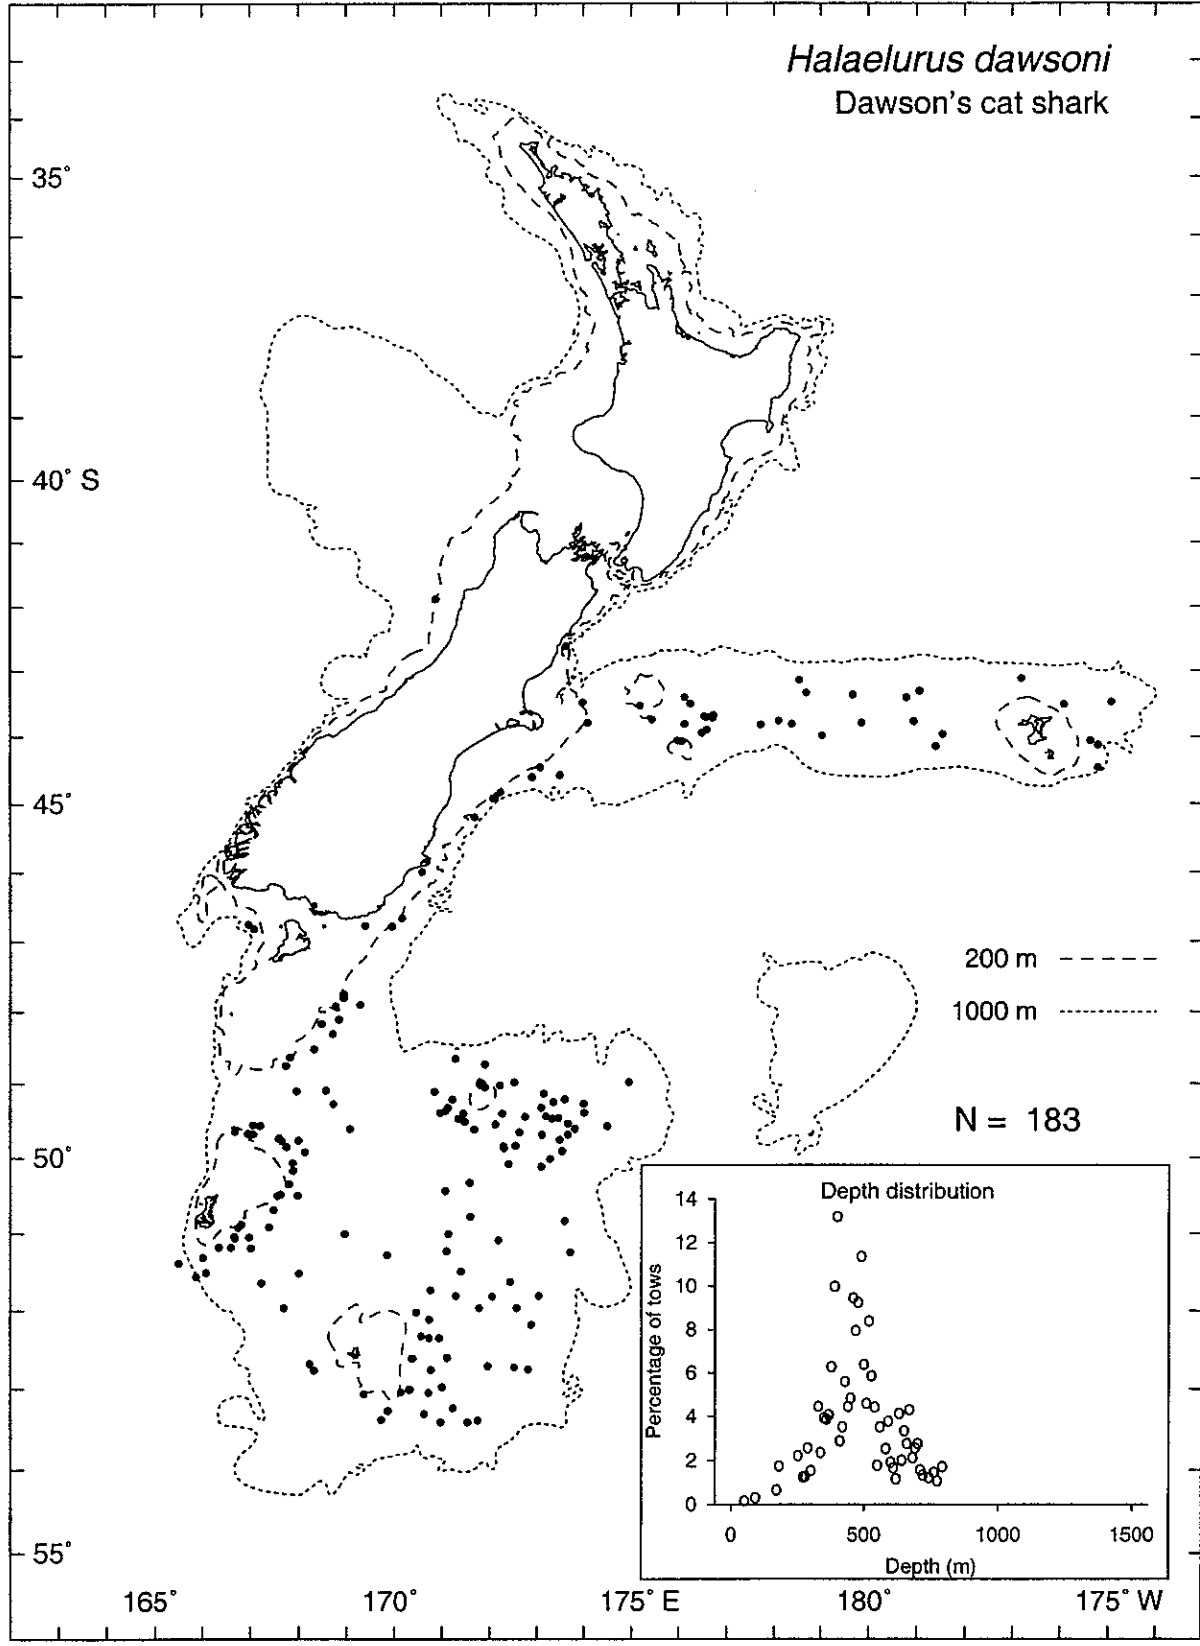 Halaelurus dawsoni
Dawson's cat shark
35°
40° S
45°
200 m
1000 m
N = 183
50°
Depth distribution
14
12
10
8
6
4
2
0
Percentage of tows
0 500 1000 1500
Depth (m)
55°
165° 170° 175° E 180° 175° W